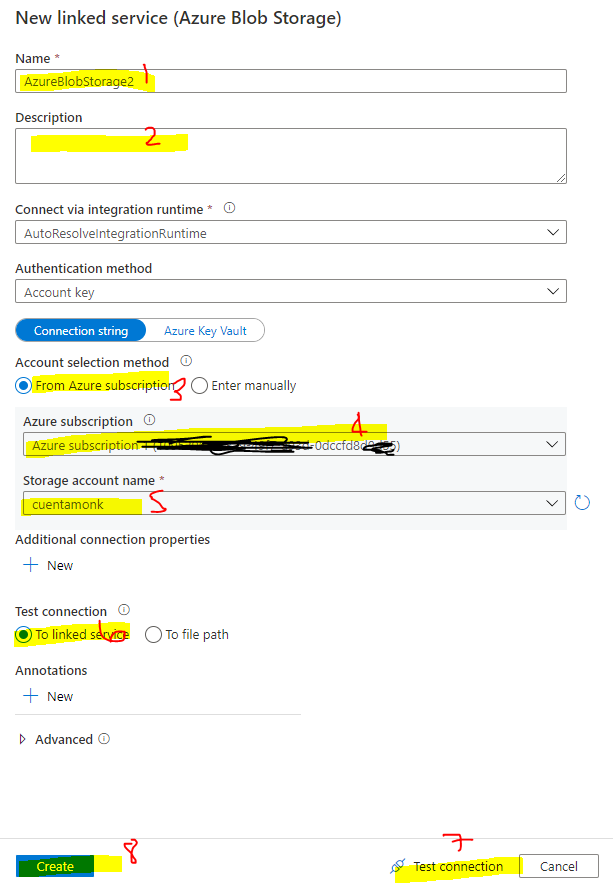 New linked service (Azure Blob Storage)
Name *
AzureBlobStorage2 1
Description
2
Connect via integration runtime *
AutoResolveIntegrationRuntime
Authentication method
Account key
Connection string Azure Key Vault
Account selection method
From Azure subscription 3 Enter manually
Azure subscription 4
Azure subscription
Storage account name *
cuentamonk 5
Additional connection properties
New
Test connection
To linked service 6 To file path
Annotations
New
Advanced
8 7
Create Test connection Cancel